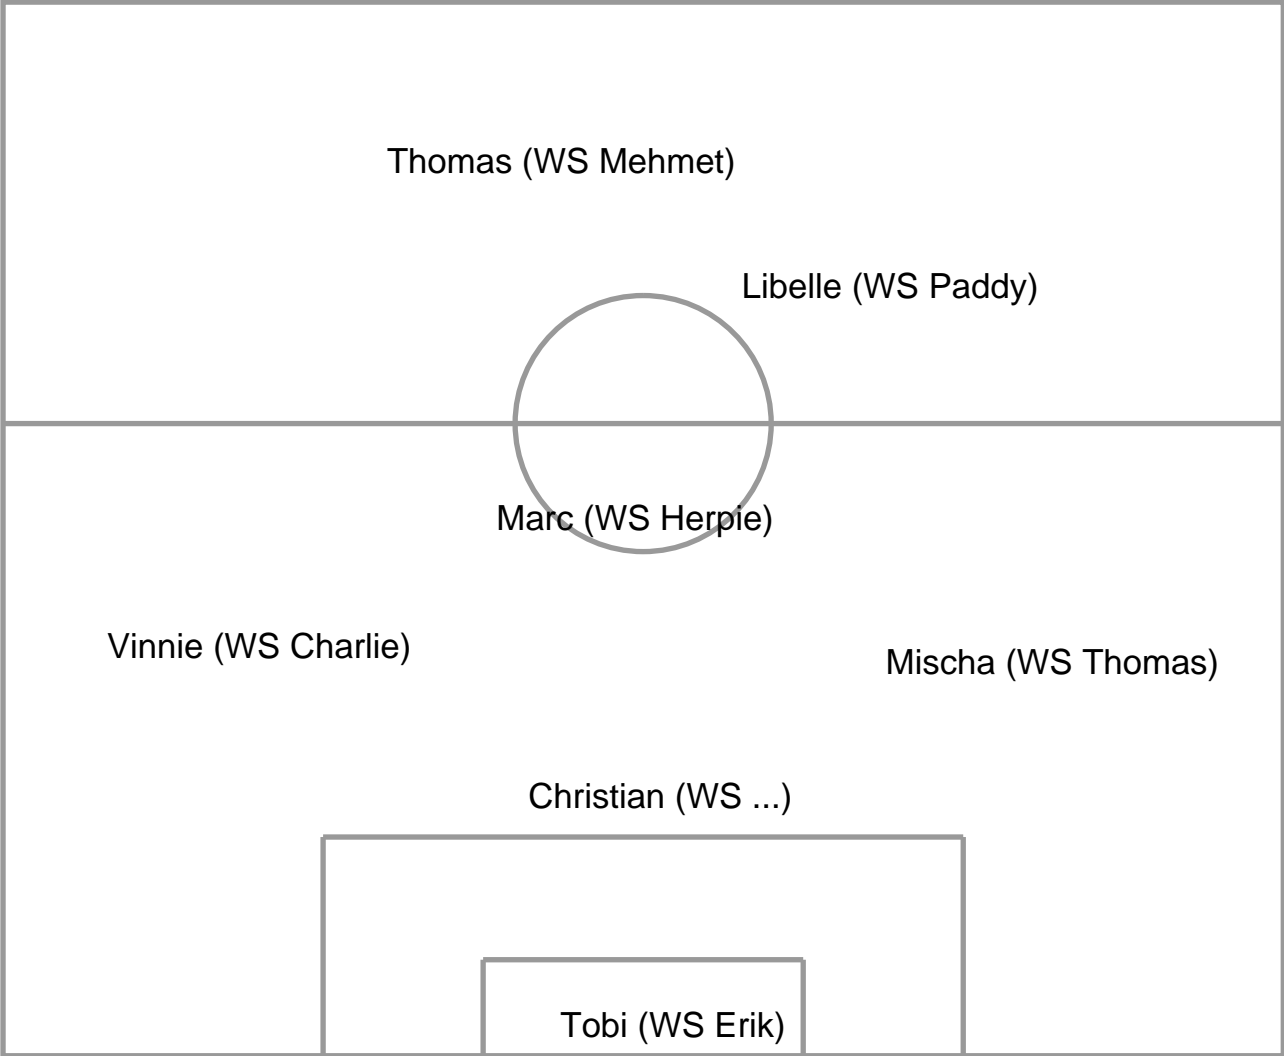 Thomas (WS Mehmet)
Libelle (WS Paddy)
Marc (WS Herpie)
Vinnie (WS Charlie)
Mischa (WS Thomas)
Christian (WS ...)
Tobi (WS Erik)